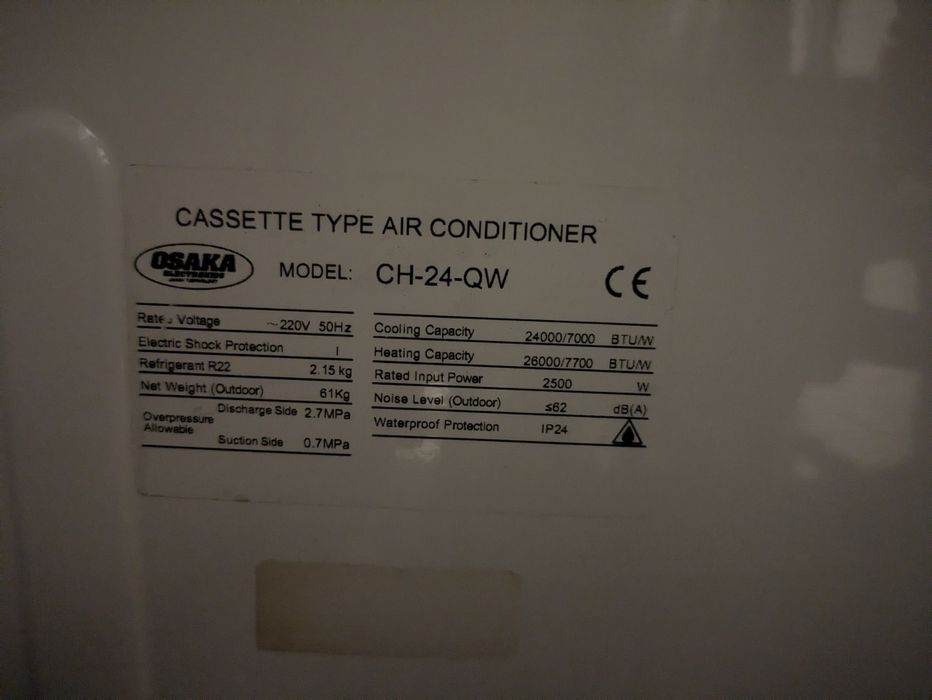 CASSETTE TYPE AIR CONDITIONER
OSAKA
ELECTRONICS
MODEL: CH-24-QW CE
Rated Voltage ~220V 50Hz
Electric Shock Protection I
Refrigerant R22 2.15 kg
Net Weight (Outdoor) 61Kg
Overpressure Allowable
Discharge Side 2.7MPa
Suction Side 0.7MPa
Cooling Capacity 24000/7000 BTU/W
Heating Capacity 26000/7700 BTU/W
Rated Input Power 2500 W
Noise Level (Outdoor) ≤62 dB(A)
Waterproof Protection IP24